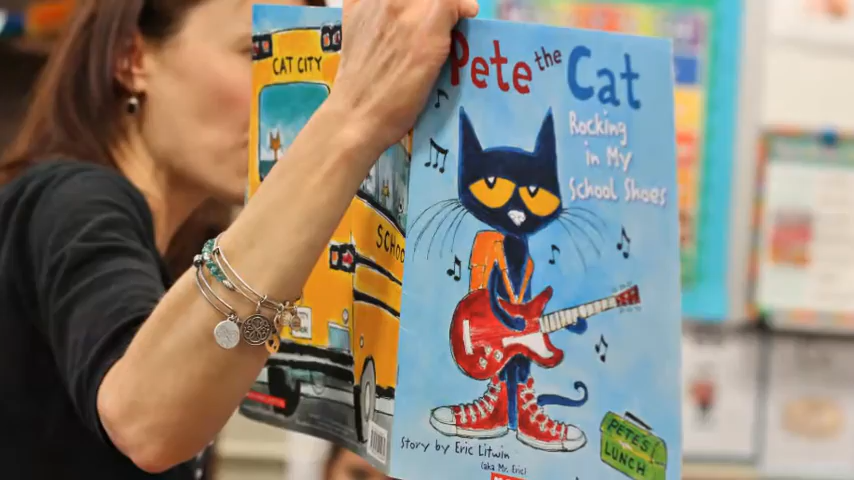 CAT CITY
SCHO
Pete the Cat
Rocking
in My
School Shoes
PETE'S
LUNCH
Story by Eric Litwin
(aka Mr. Eric)